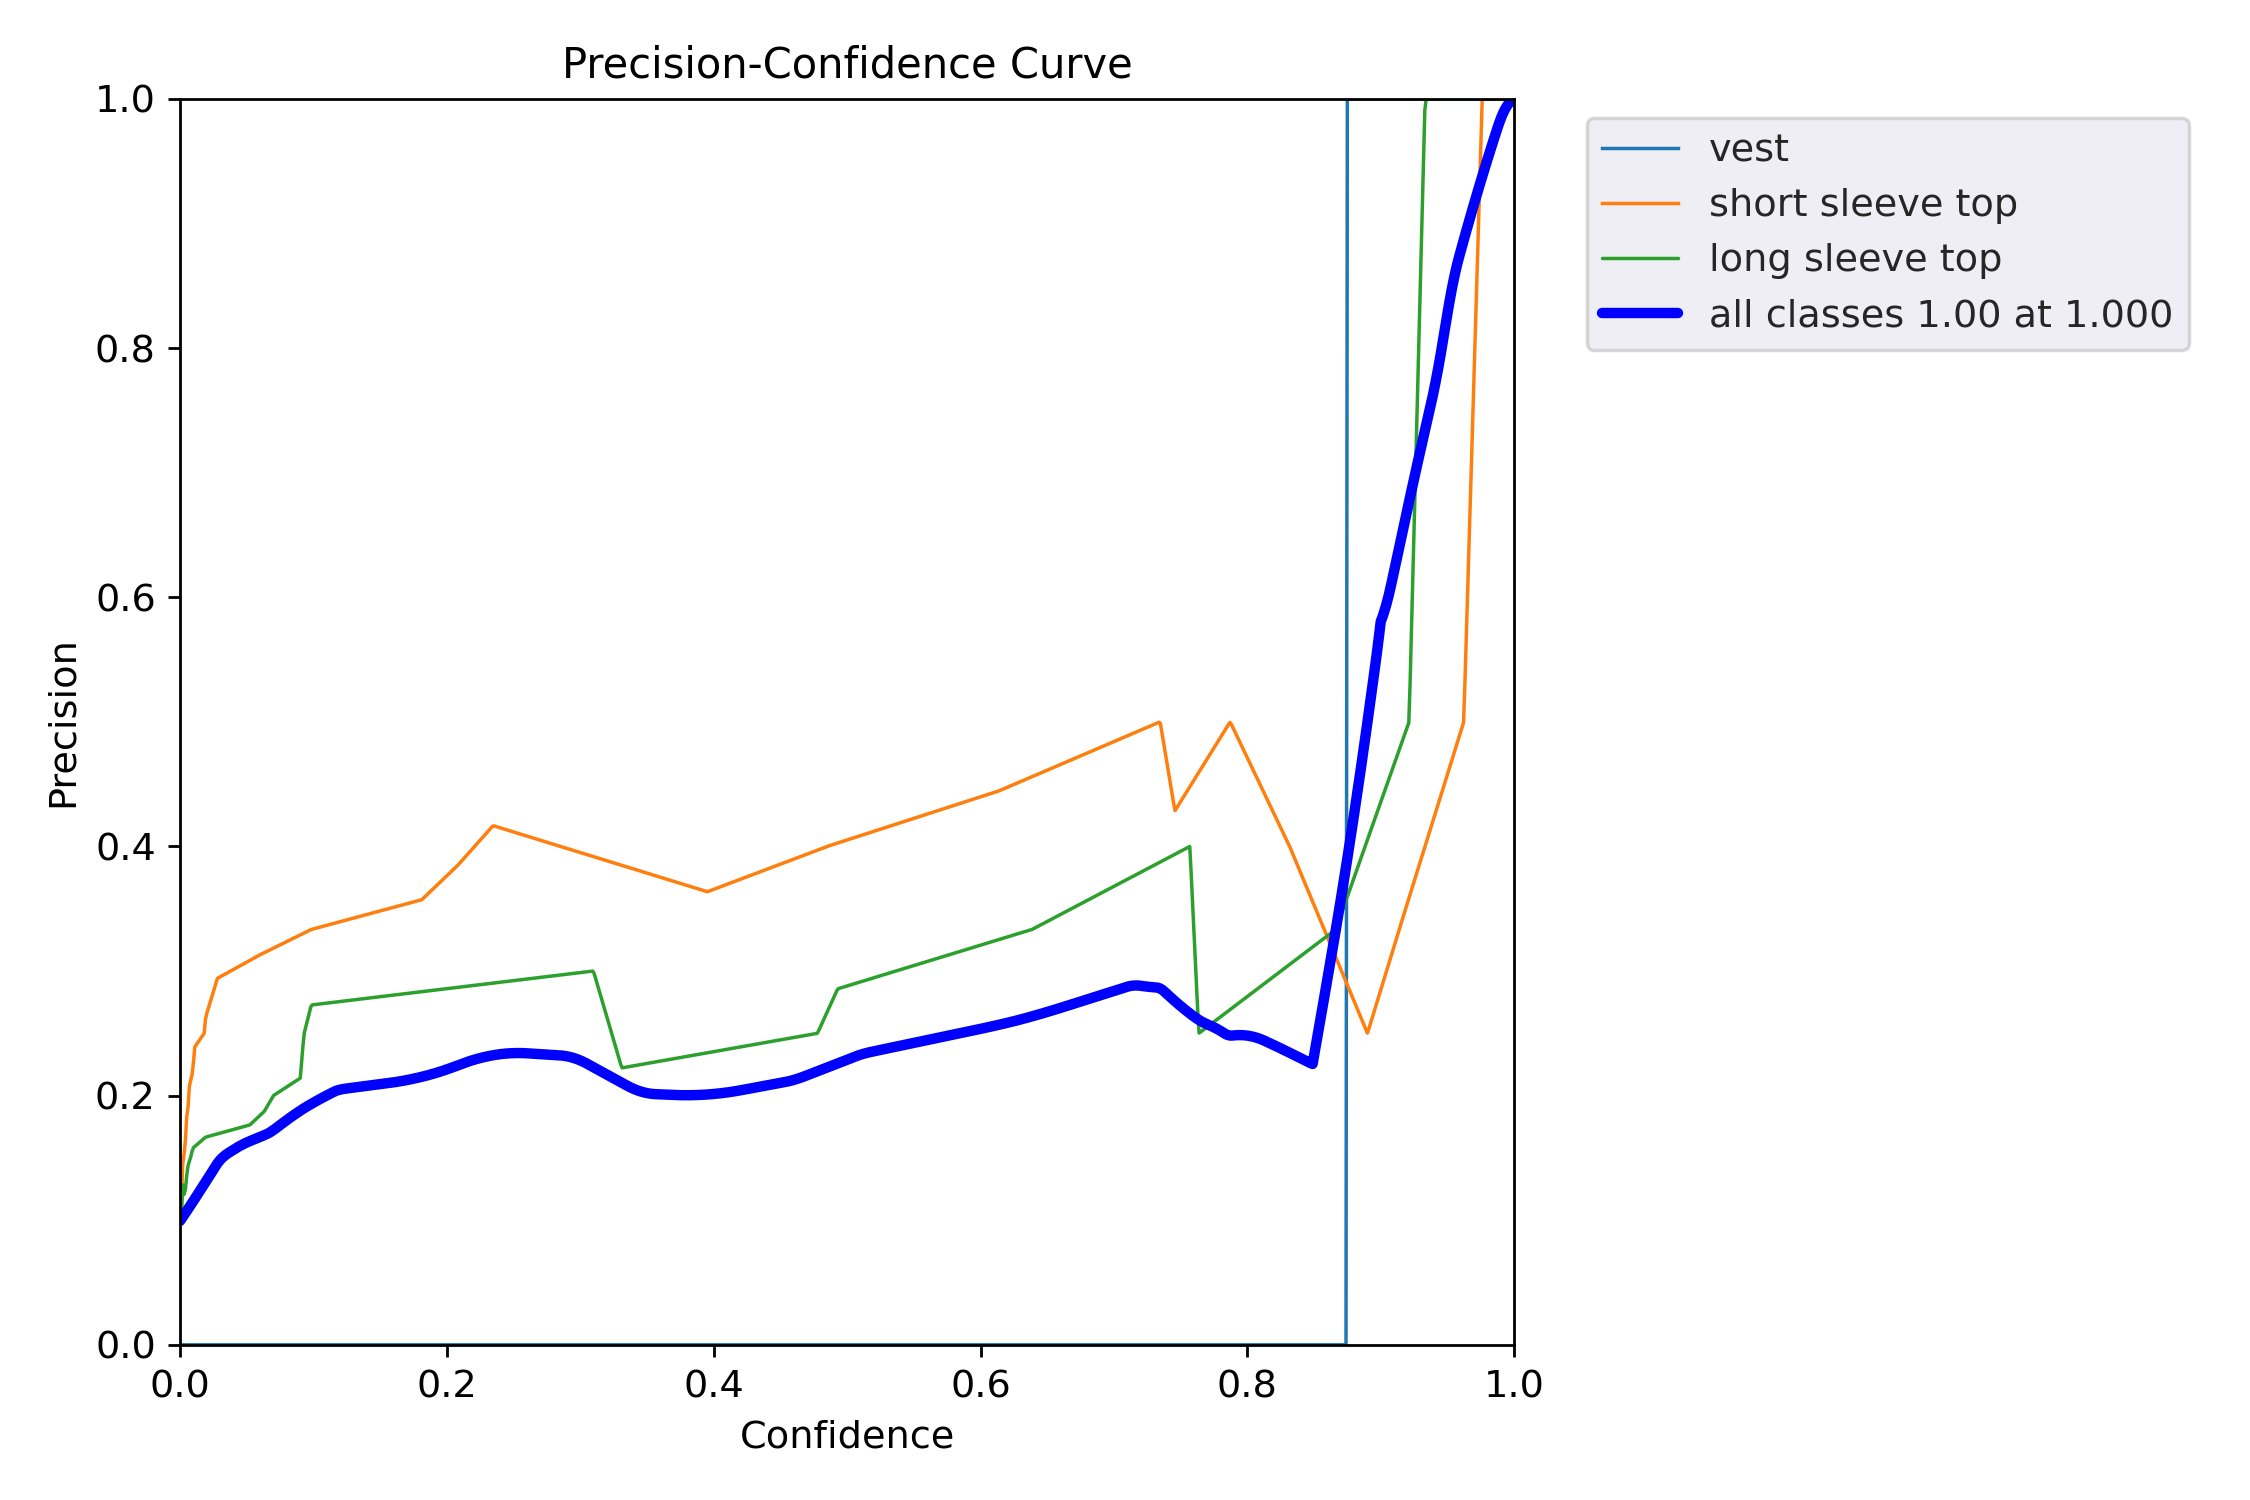 Precision-Confidence Curve
1.0
0.8
0.6
0.4
0.2
0.0
Precision
0.0 0.2 0.4 0.6 0.8 1.0
Confidence
vest
short sleeve top
long sleeve top
all classes 1.00 at 1.000